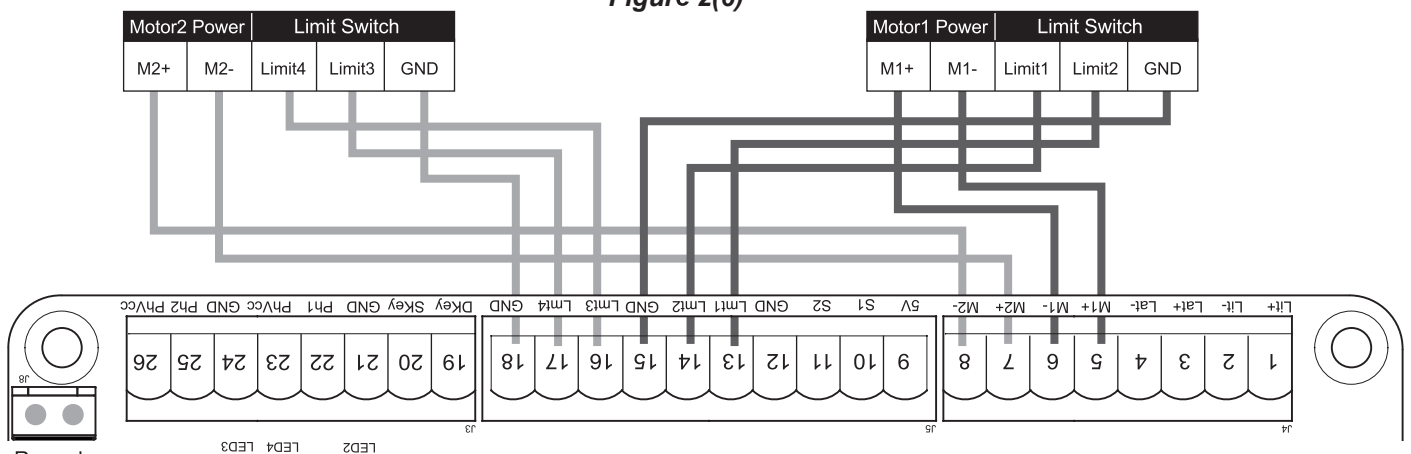 Figure 2(6)
Motor2 Power Limit Switch
M2+ M2- Limit4 Limit3 GND
Motor1 Power Limit Switch
M1+ M1- Limit1 Limit2 GND
PhVcc Ph2 GND PhVcc Ph1 GND SKey DKey
GND Lmt4 Lmt3 GND Lmt2 Lmt1 GND S2 S1 5V
M2- M2+ M1- M1+ Lat- Lat+ Lit- Lit+
26 25 24 23 22 21 20 19
18 17 16 15 14 13 12 11 10 9
8 7 6 5 4 3 2 1
J8
J3
J5
J4
LED3 LED4 LED2